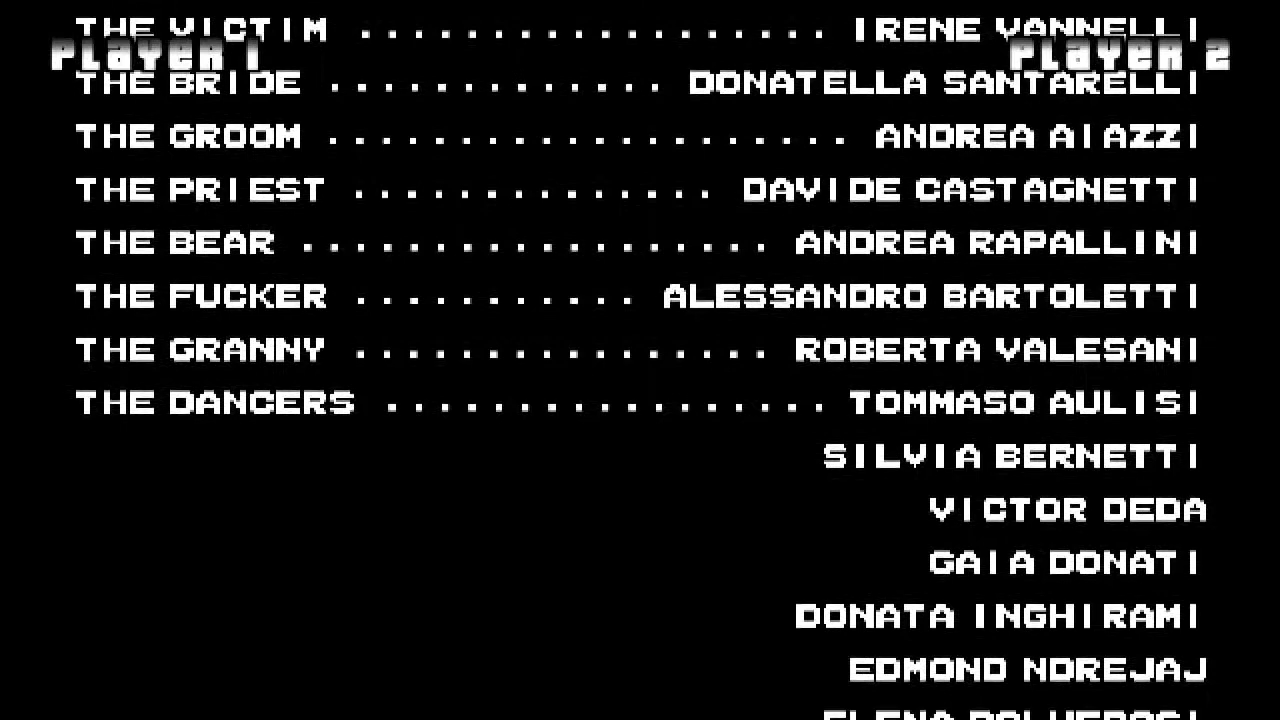 THE VICTIM .................. IRENE VANNELLI
PLAYER 1 PLAYER 2
THE BRIDE ............. DONATELLA SANTARELLI
THE GROOM .................... ANDREA AIAZZI
THE PRIEST .............. DAVIDE CASTAGNETTI
THE BEAR .................. ANDREA RAPALLINI
THE FUCKER ........... ALESSANDRO BARTOLETTI
THE GRANNY ................ ROBERTA VALESANI
THE DANCERS ................. TOMMASO AULISI
SILVIA BERNETTI
VICTOR DEDA
GAIA DONATI
DONATA INGHIRAMI
EDMOND NDREJAJ
ELENA